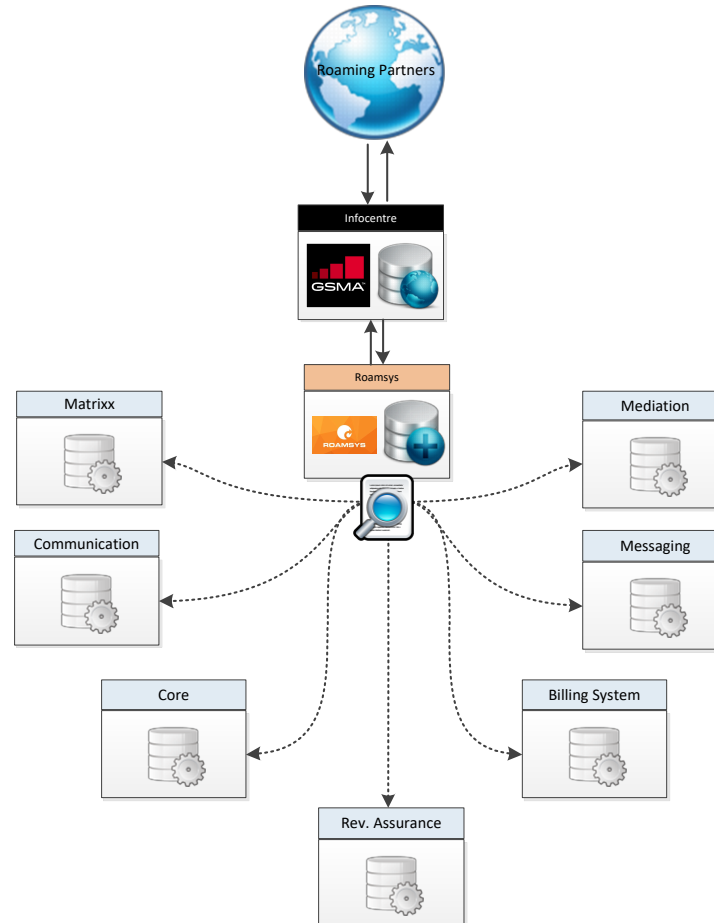 Roaming Partners
Infocentre
GSMA
Roamsys
ROAMSYS
Matrixx
Mediation
Communication
Messaging
Core
Billing System
Rev. Assurance